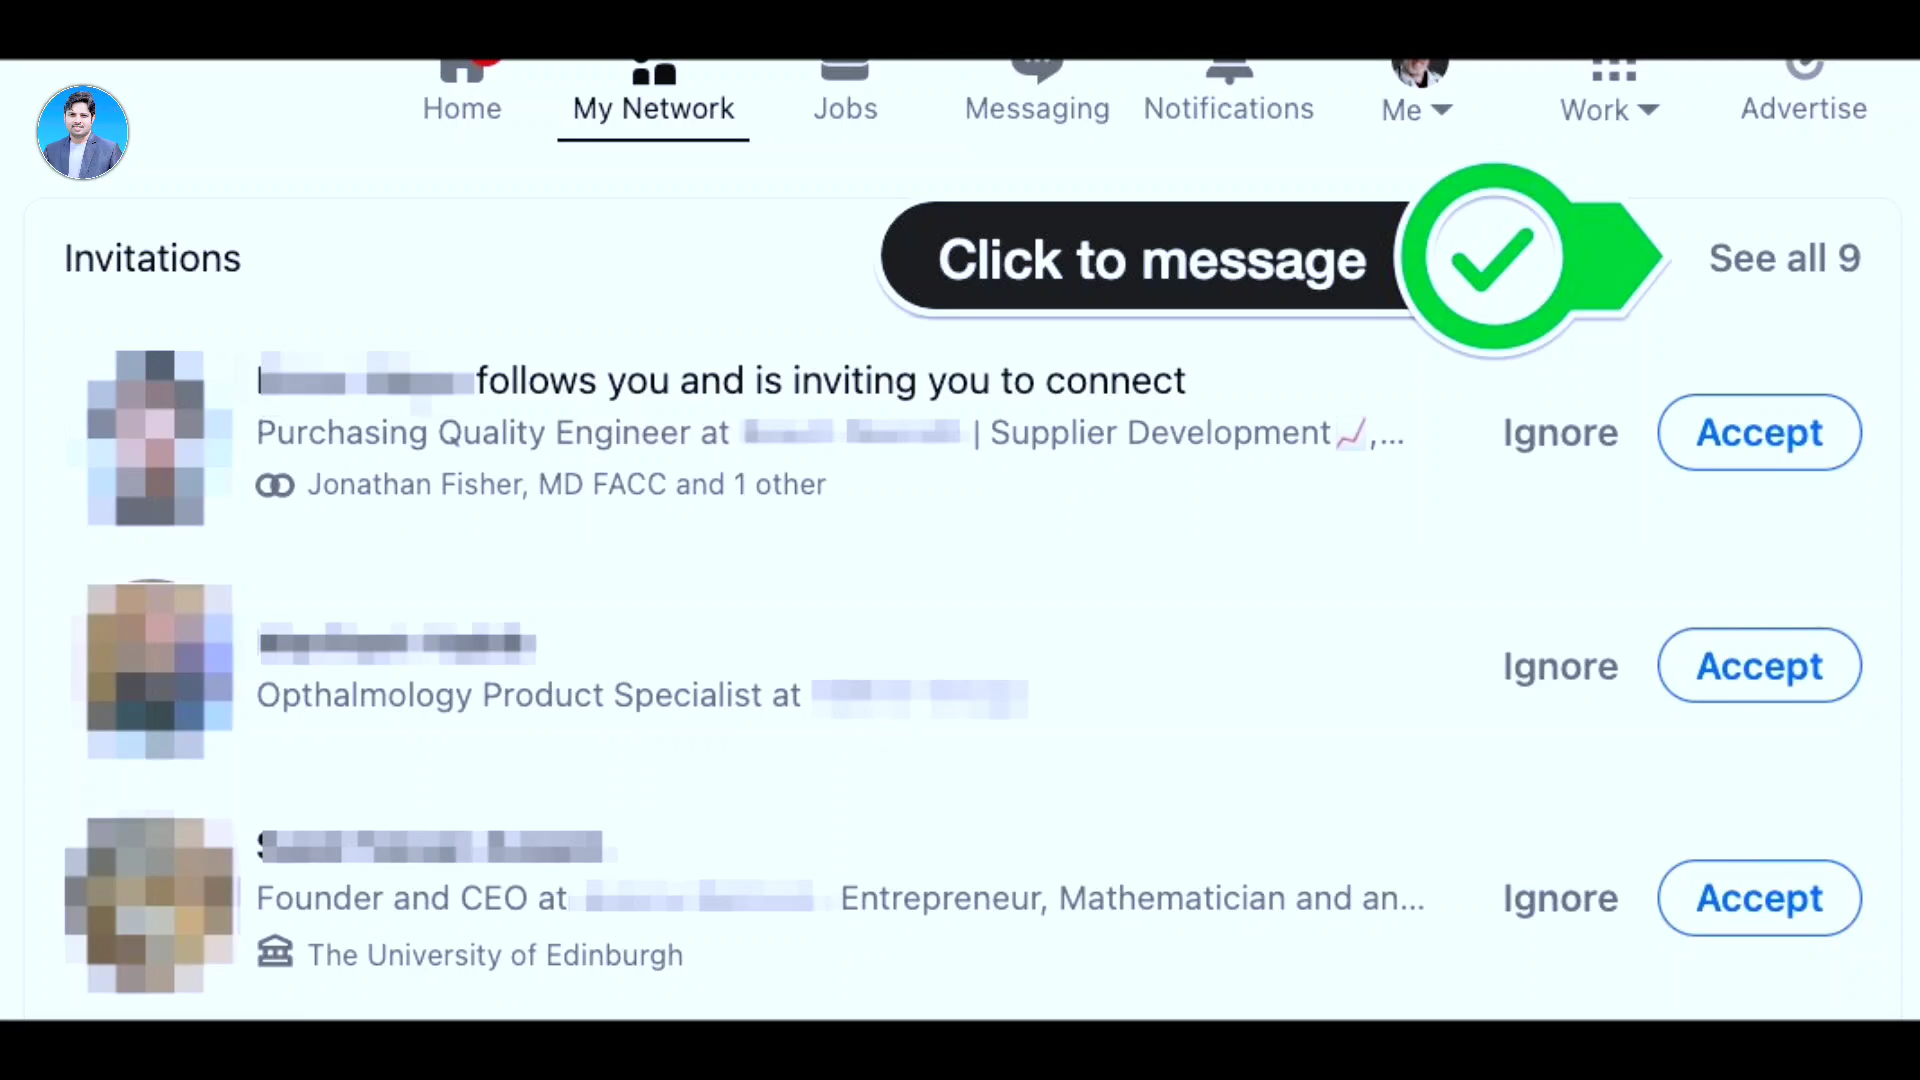 Home
My Network
Jobs
Messaging
Notifications
Me
Work
Advertise
Invitations
Click to message
See all 9
follows you and is inviting you to connect
Purchasing Quality Engineer at | Supplier Development📈,...
Jonathan Fisher, MD FACC and 1 other
Ignore
Accept
Opthalmology Product Specialist at
Ignore
Accept
Founder and CEO at Entrepreneur, Mathematician and an...
The University of Edinburgh
Ignore
Accept